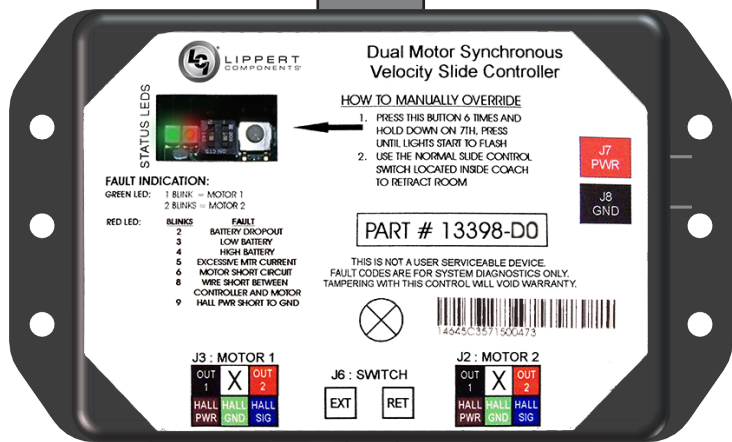 LIPPERT
COMPONENTS
Dual Motor Synchronous
Velocity Slide Controller
STATUS LEDS
HOW TO MANUALLY OVERRIDE
1. PRESS THIS BUTTON 6 TIMES AND
HOLD DOWN ON 7TH, PRESS
UNTIL LIGHTS START TO FLASH
2. USE THE NORMAL SLIDE CONTROL
SWITCH LOCATED INSIDE COACH
TO RETRACT ROOM
J7
PWR
J8
GND
FAULT INDICATION:
GREEN LED: 1 BLINK = MOTOR 1
2 BLINKS = MOTOR 2
RED LED: BLINKS FAULT
2 BATTERY DROPOUT
3 LOW BATTERY
4 HIGH BATTERY
5 EXCESSIVE MTR CURRENT
6 MOTOR SHORT CIRCUIT
8 WIRE SHORT BETWEEN
CONTROLLER AND MOTOR
9 HALL PWR SHORT TO GND
PART # 13398-D0
THIS IS NOT A USER SERVICEABLE DEVICE.
FAULT CODES ARE FOR SYSTEM DIAGNOSTICS ONLY.
TAMPERING WITH THIS CONTROL WILL VOID WARRANTY.
14645C3571500473
J3 : MOTOR 1
OUT 1 X OUT 2
HALL PWR HALL GND HALL SIG
J6 : SWITCH
EXT RET
J2 : MOTOR 2
OUT 1 X OUT 2
HALL PWR HALL GND HALL SIG